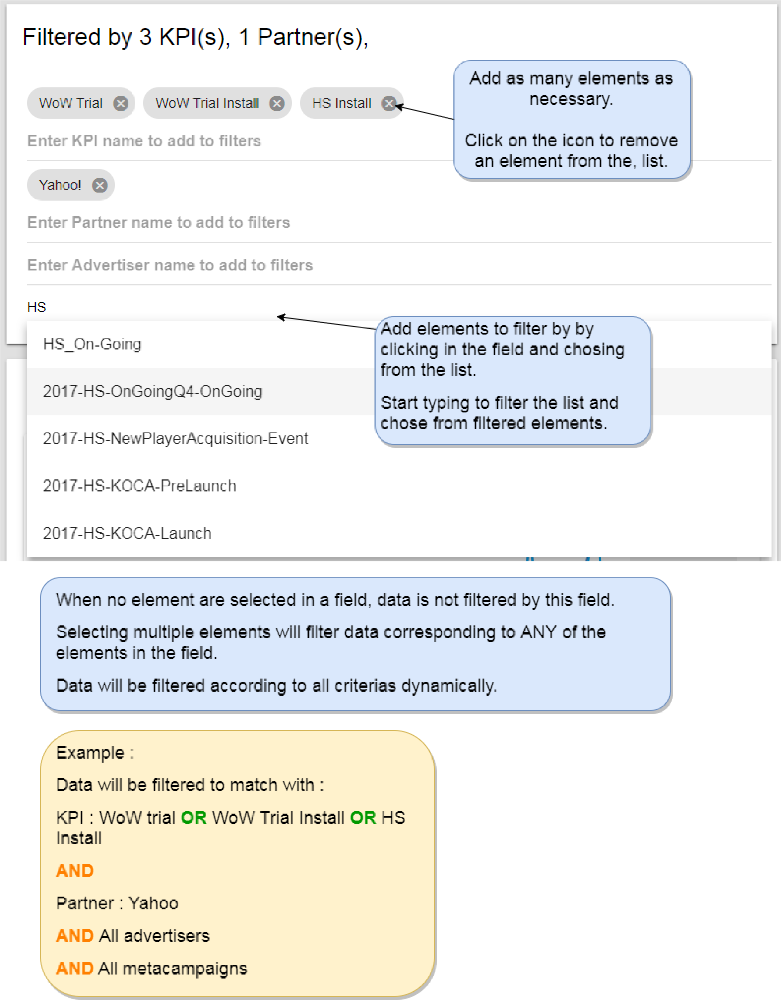 Filtered by 3 KPI(s), 1 Partner(s),
WoW Trial
WoW Trial Install
HS Install
Add as many elements as
necessary.
Click on the icon to remove
an element from the, list.
Enter KPI name to add to filters
Yahoo!
Enter Partner name to add to filters
Enter Advertiser name to add to filters
HS
Add elements to filter by by
clicking in the field and chosing
from the list.
Start typing to filter the list and
chose from filtered elements.
HS_On-Going
2017-HS-OnGoingQ4-OnGoing
2017-HS-NewPlayerAcquisition-Event
2017-HS-KOCA-PreLaunch
2017-HS-KOCA-Launch
When no element are selected in a field, data is not filtered by this field.
Selecting multiple elements will filter data corresponding to ANY of the
elements in the field.
Data will be filtered according to all criterias dynamically.
Example :
Data will be filtered to match with :
KPI : WoW trial OR WoW Trial Install OR HS
Install
AND
Partner : Yahoo
AND All advertisers
AND All metacampaigns